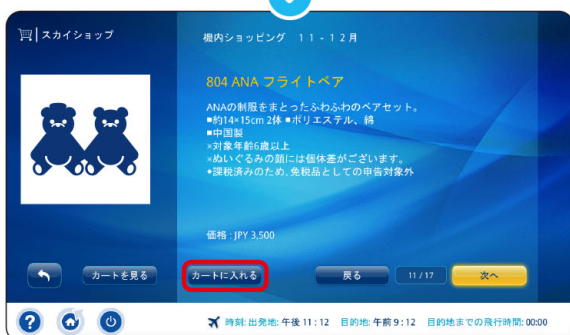 スカイショップ
機内ショッピング 11-12月
804 ANA フライトベア
ANAの制服をまとったふわふわのベアセット。
■約14×15cm 2体 ■ポリエステル、綿
■中国製
×対象年齢6歳以上
×ぬいぐるみの顔には個体差がございます。
◆課税済みのため、免税品としての申告対象外
価格 : JPY 3,500
カートを見る
カートに入れる
戻る
11 / 17
次へ
?
時刻: 出発地: 午後 11 : 12 目的地: 午前 9 : 12 目的地までの飛行時間: 00:00